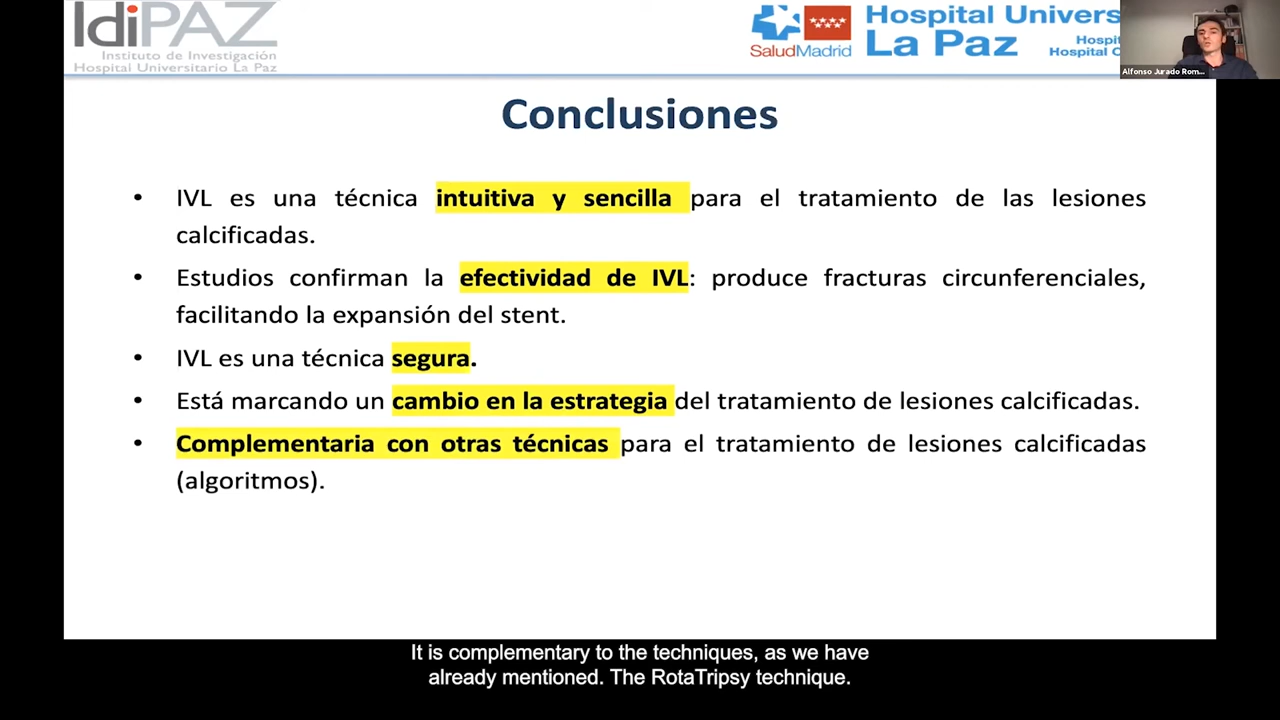 IdiPAZ
Instituto de Investigación
Hospital Universitario La Paz
SaludMadrid
Hospital Univers
La Paz
Hospit
Hospital C
Alfonso Jurado Rom...
Conclusiones
• IVL es una técnica intuitiva y sencilla para el tratamiento de las lesiones
calcificadas.
• Estudios confirman la efectividad de IVL: produce fracturas circunferenciales,
facilitando la expansión del stent.
• IVL es una técnica segura.
• Está marcando un cambio en la estrategia del tratamiento de lesiones calcificadas.
• Complementaria con otras técnicas para el tratamiento de lesiones calcificadas
(algoritmos).
It is complementary to the techniques, as we have
already mentioned. The RotaTripsy technique.